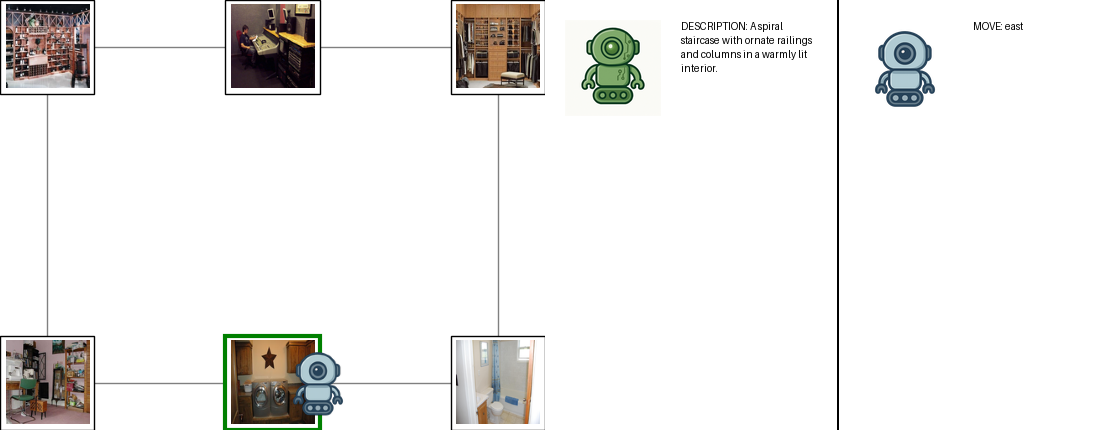 DESCRIPTION: A spiral
staircase with ornate railings
and columns in a warmly lit
interior.
MOVE: east